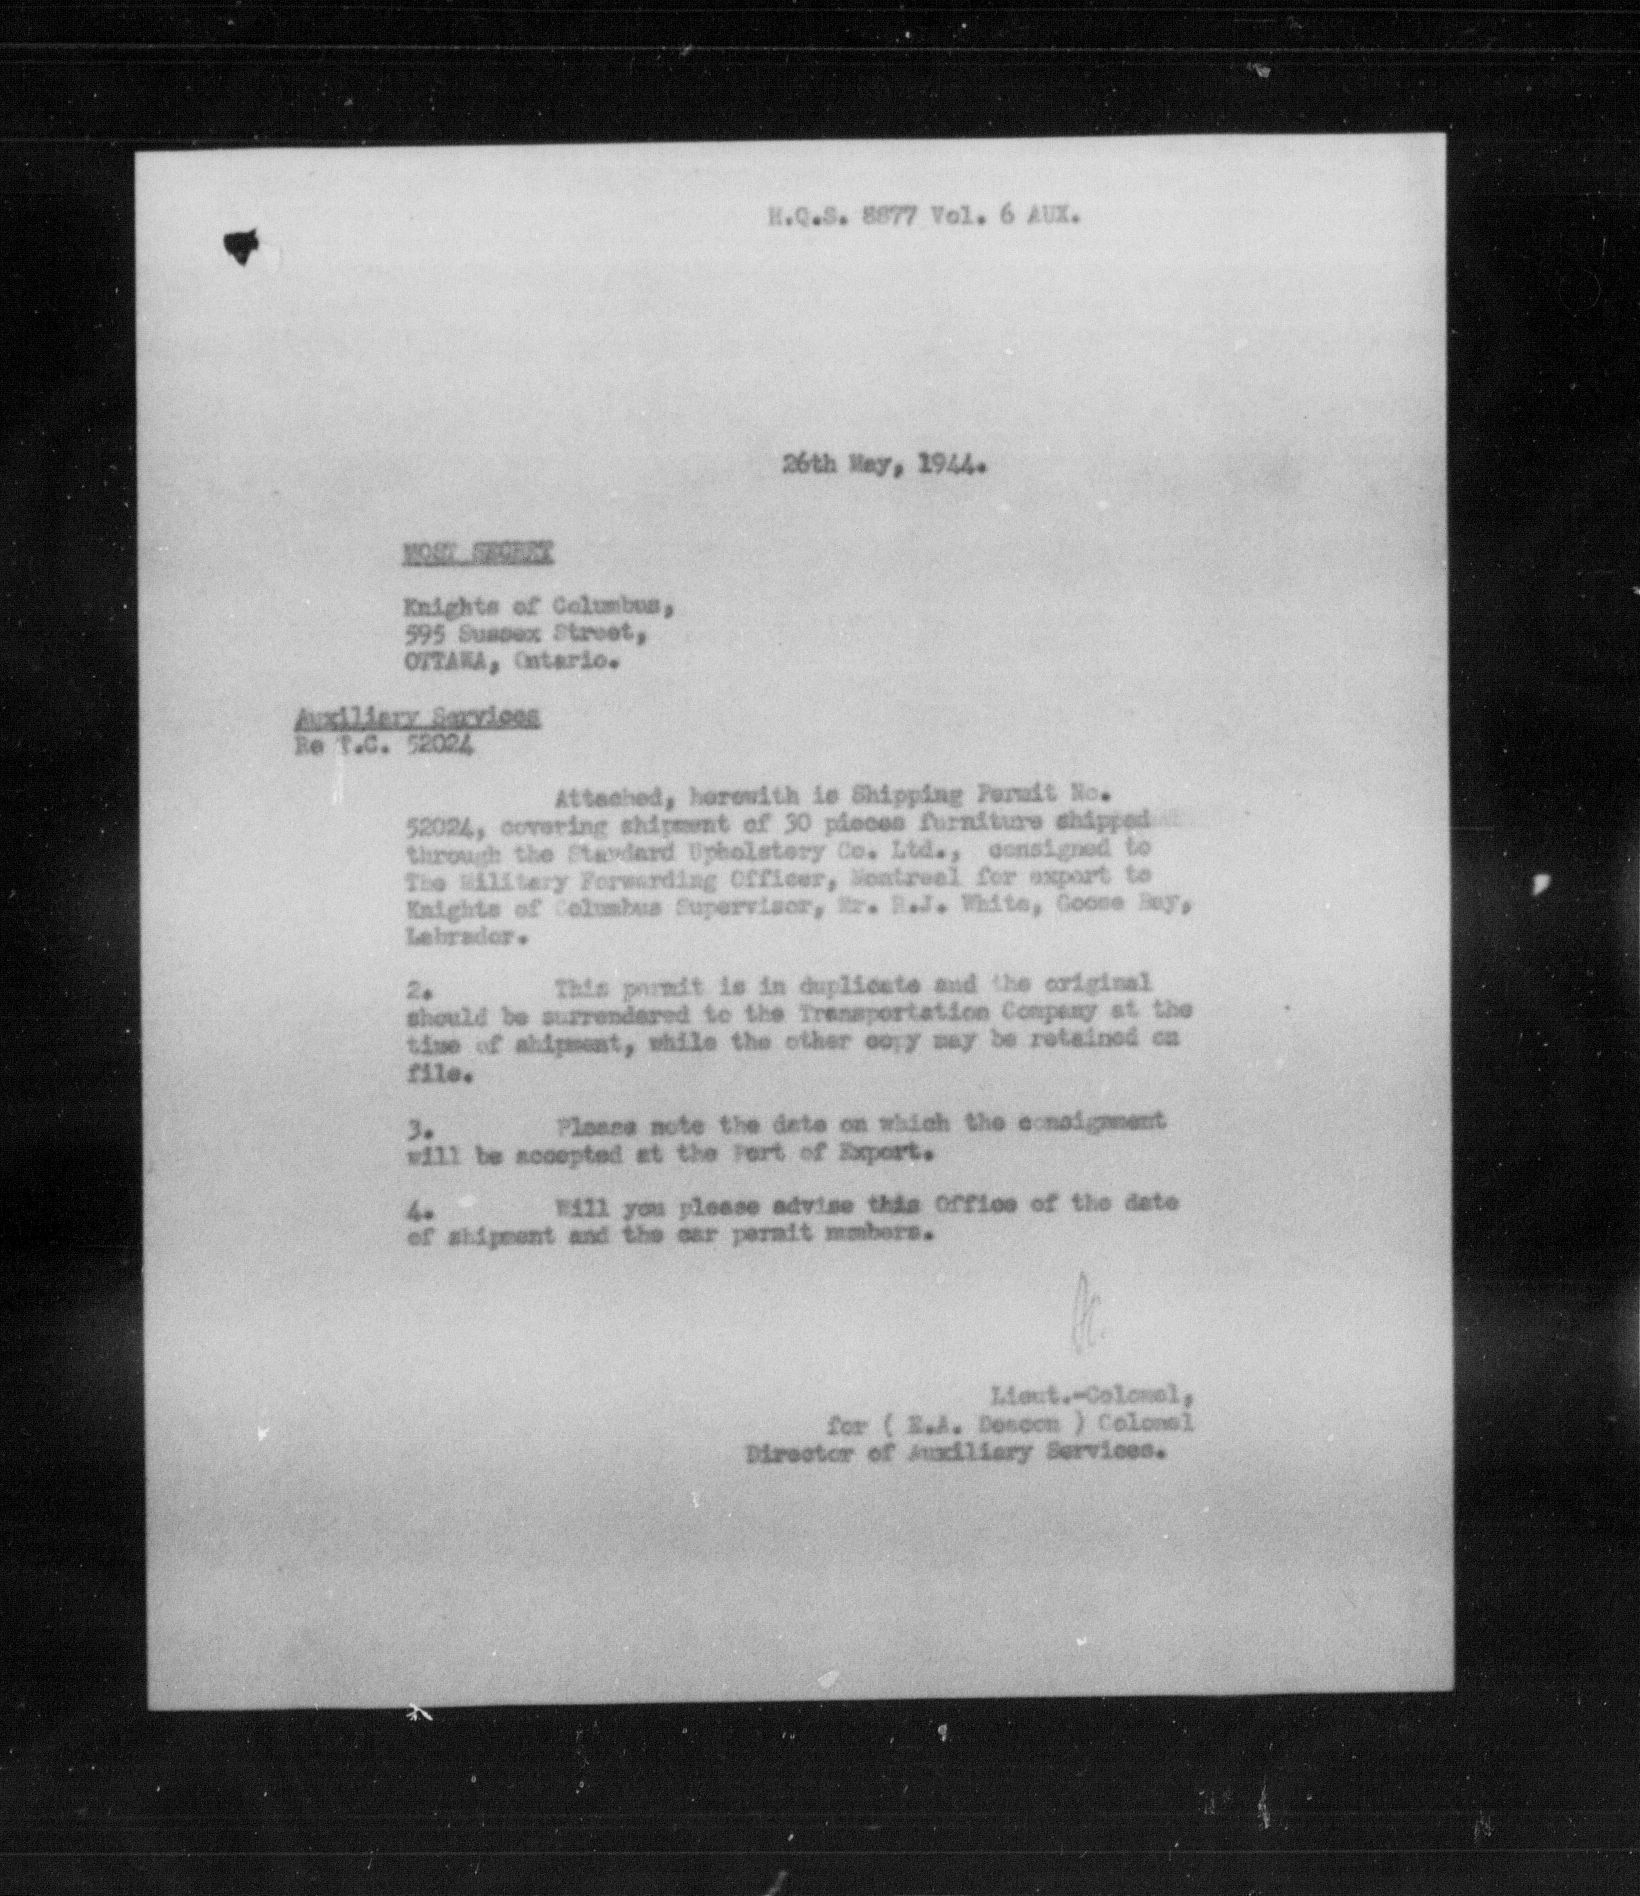 H.Q.S. 8877 Vol. 6 AUX.
26th May, 1944.
MOST SECRET
Knights of Columbus,
595 Sussex Street,
OTTAWA, Ontario.
Auxiliary Services
Re T.C. 52024
Attached, herewith is Shipping Permit No.
52024, covering shipment of 30 pieces furniture shipped
through the Standard Upholstery Co. Ltd., consigned to
The Military Forwarding Officer, Montreal for export to
Knights of Columbus Supervisor, Mr. R.J. White, Goose Bay,
Labrador.
2. This permit is in duplicate and the original
should be surrendered to the Transportation Company at the
time of shipment, while the other copy may be retained on
file.
3. Please note the date on which the consignment
will be accepted at the Port of Export.
4. Will you please advise this Office of the date
of shipment and the car permit numbers.
Lieut.-Colonel,
for ( E.A. Deacon ) Colonel
Director of Auxiliary Services.